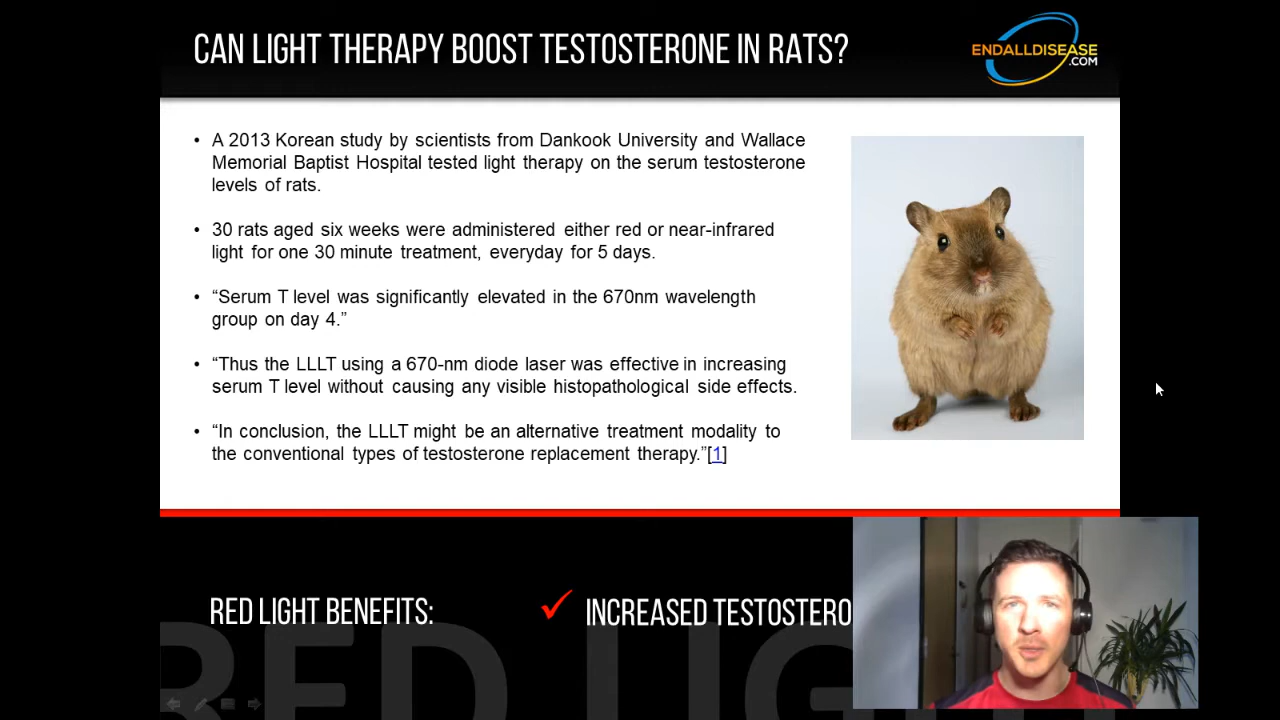 CAN LIGHT THERAPY BOOST TESTOSTERONE IN RATS?
ENDALLDISEASE
.COM
• A 2013 Korean study by scientists from Dankook University and Wallace
Memorial Baptist Hospital tested light therapy on the serum testosterone
levels of rats.
• 30 rats aged six weeks were administered either red or near-infrared
light for one 30 minute treatment, everyday for 5 days.
• “Serum T level was significantly elevated in the 670nm wavelength
group on day 4.”
• “Thus the LLLT using a 670-nm diode laser was effective in increasing
serum T level without causing any visible histopathological side effects.
• “In conclusion, the LLLT might be an alternative treatment modality to
the conventional types of testosterone replacement therapy.”[1]
RED LIGHT BENEFITS:
✓ INCREASED TESTOSTERO
RED LIG